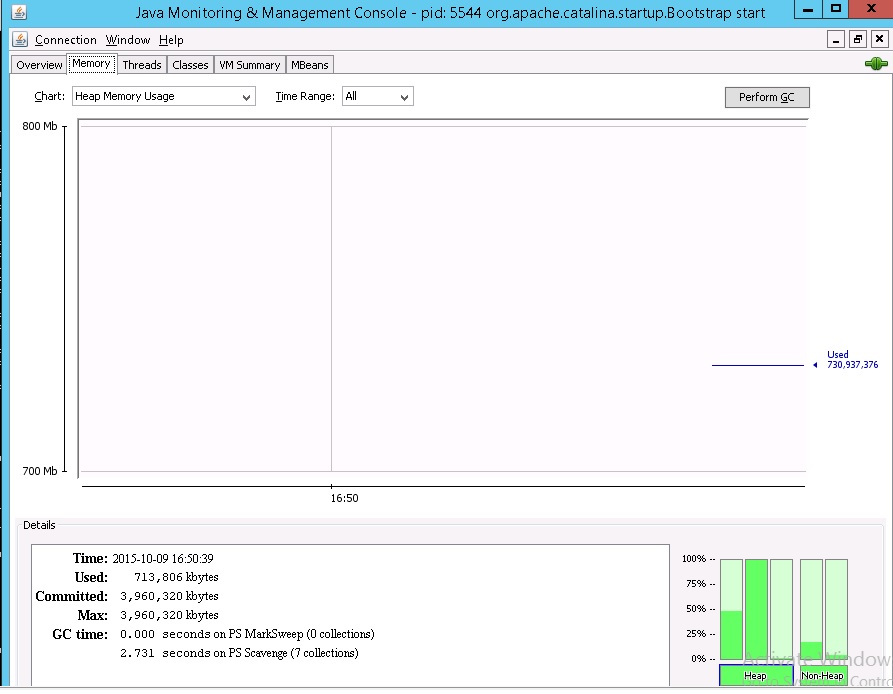 Java Monitoring & Management Console - pid: 5544 org.apache.catalina.startup.Bootstrap start
Connection Window Help
Overview Memory Threads Classes VM Summary MBeans
Chart: Heap Memory Usage Time Range: All Perform GC
800 Mb
Used
730,937,376
700 Mb
16:50
Details
Time: 2015-10-09 16:50:39
Used: 713,806 kbytes
Committed: 3,960,320 kbytes
Max: 3,960,320 kbytes
GC time: 0.000 seconds on PS MarkSweep (0 collections)
2.731 seconds on PS Scavenge (7 collections)
100% --
75% --
50% --
25% --
0% --
Activate Window
Heap Non-Heap
Contro